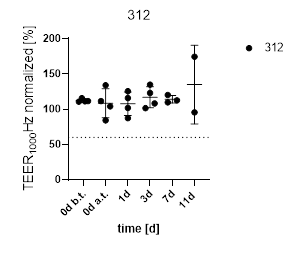 312
TEER1000Hz normalized [%]
200
150
100
50
0
312
0d b.t.
0d a.t.
1d
3d
7d
11d
time [d]